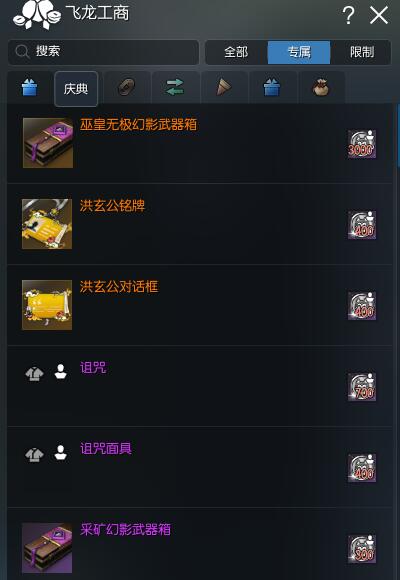 飞龙工商
?
搜索
全部 专属 限制
庆典
巫皇无极幻影武器箱
3000
洪玄公铭牌
400
洪玄公对话框
400
诅咒
700
诅咒面具
400
采矿幻影武器箱